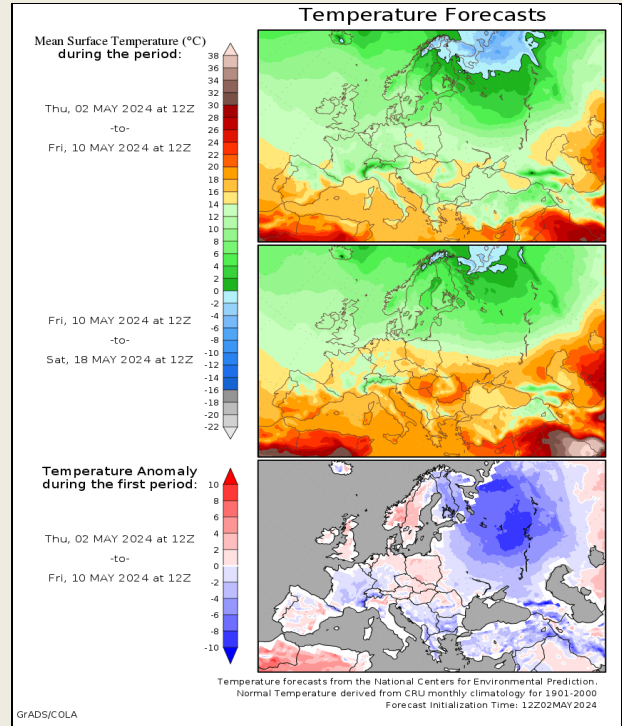 Temperature Forecasts
Mean Surface Temperature (°C)
during the period:
38
36
34
32
30
28
26
24
22
20
18
16
14
12
10
8
6
4
2
0
-2
-4
-6
-8
-10
-12
-14
-16
-18
-20
-22
Thu, 02 MAY 2024 at 12Z
-to-
Fri, 10 MAY 2024 at 12Z
Fri, 10 MAY 2024 at 12Z
-to-
Sat, 18 MAY 2024 at 12Z
Temperature Anomaly
during the first period:
10
8
6
4
2
0
-2
-4
-6
-8
-10
Thu, 02 MAY 2024 at 12Z
-to-
Fri, 10 MAY 2024 at 12Z
Temperature forecasts from the National Centers for Environmental Prediction.
Normal Temperature derived from CRU monthly climatology for 1901-2000
Forecast Initialization Time: 12Z02MAY2024
GrADS/COLA